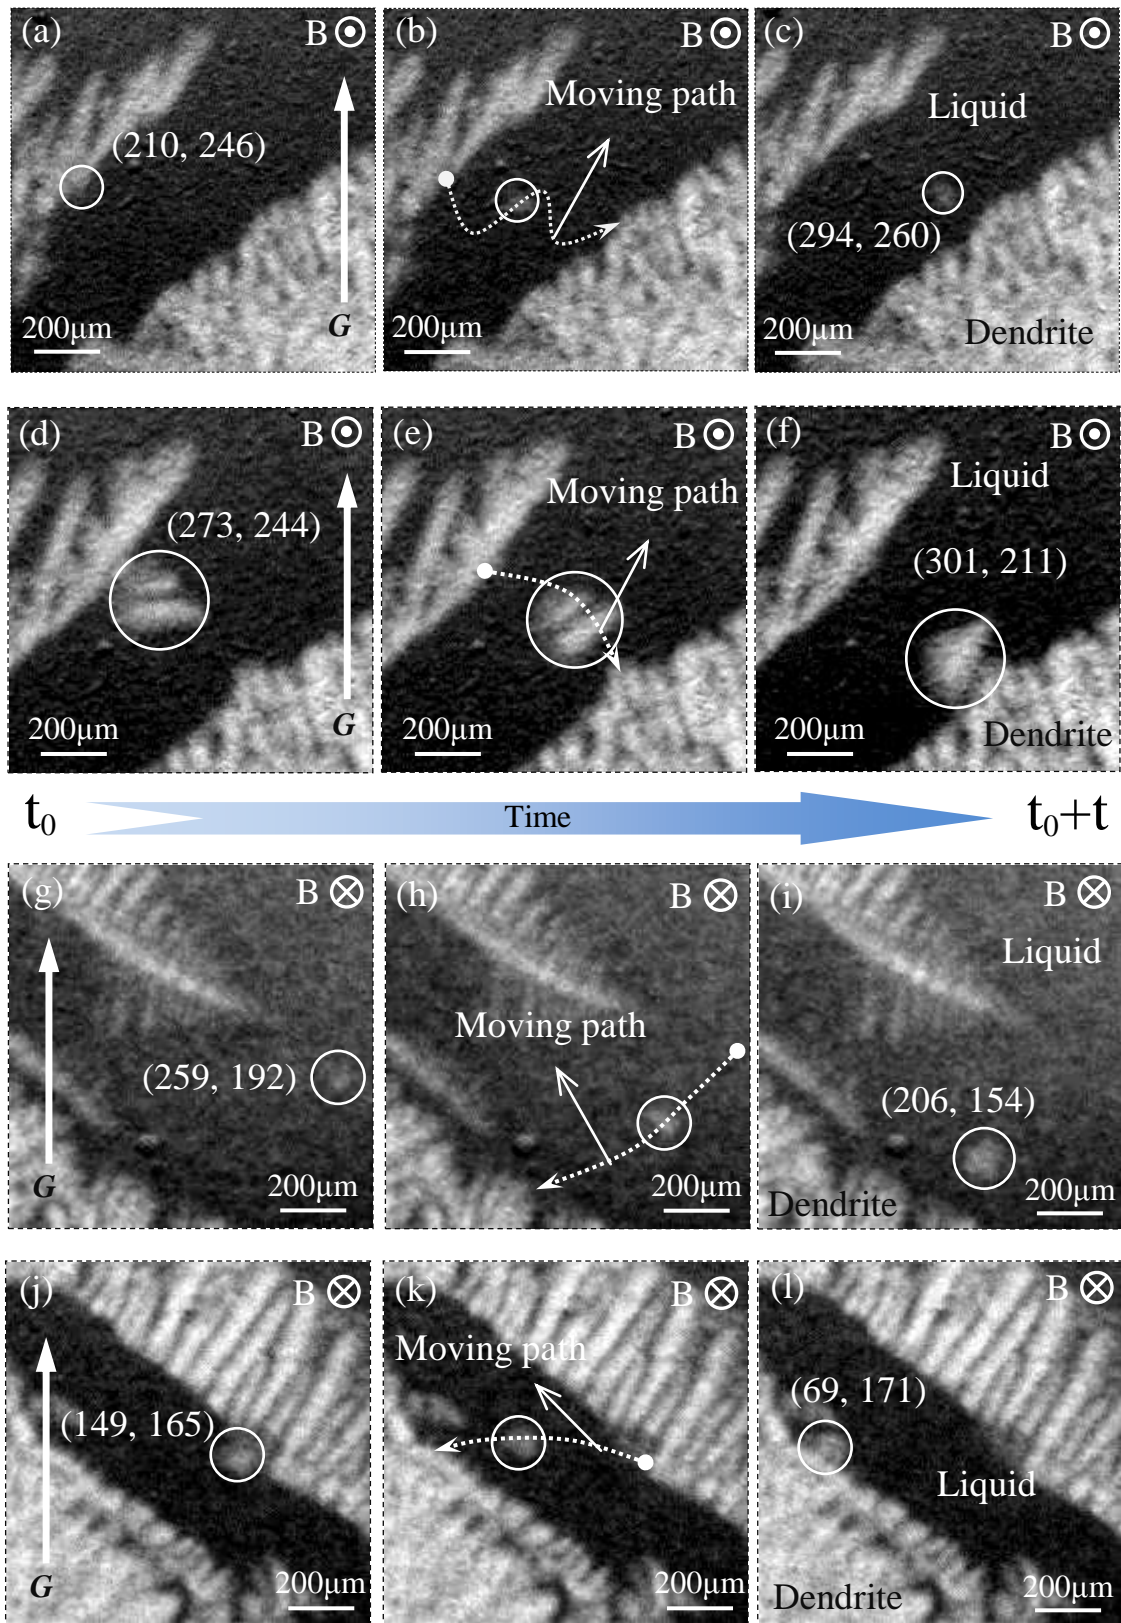 (a)
B
(210, 246)
G
200μm
(b)
B
Moving path
200μm
(c)
B
Liquid
(294, 260)
Dendrite
200μm
(d)
B
(273, 244)
G
200μm
(e)
B
Moving path
200μm
(f)
B
Liquid
(301, 211)
Dendrite
200μm
t0
Time
t0+t
(g)
B
(259, 192)
G
200μm
(h)
B
Moving path
200μm
(i)
B
Liquid
(206, 154)
Dendrite
200μm
(j)
B
(149, 165)
G
200μm
(k)
B
Moving path
200μm
(l)
B
(69, 171)
Liquid
Dendrite
200μm